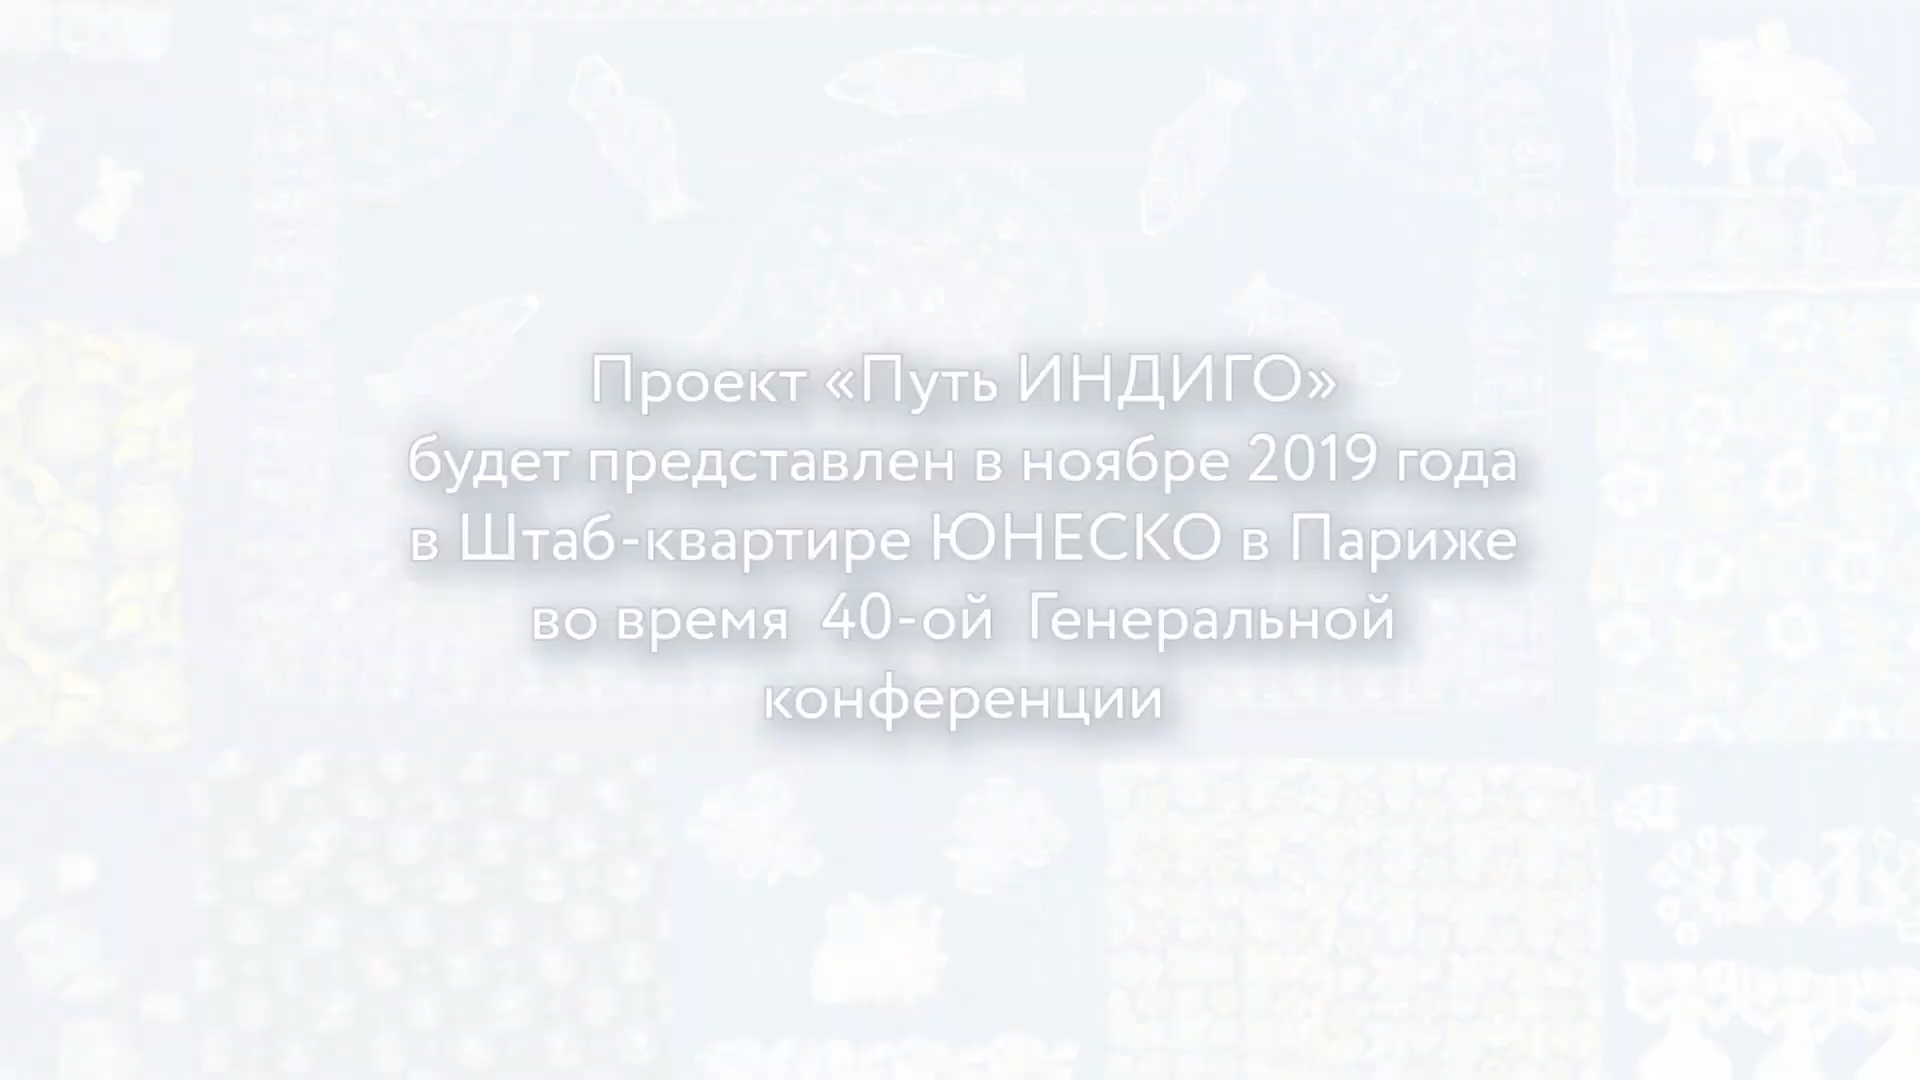 Проект «Путь ИНДИГО»
будет представлен в ноябре 2019 года
в Штаб-квартире ЮНЕСКО в Париже
во время 40-ой Генеральной
конференции